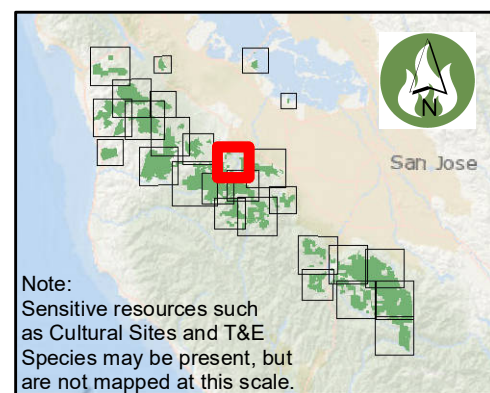 N
San Jose
Note:
Sensitive resources such
as Cultural Sites and T&E
Species may be present, but
are not mapped at this scale.